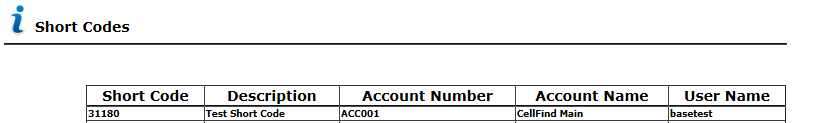 Short Codes
Short Code Description Account Number Account Name User Name
31180 Test Short Code ACC001 CellFind Main basetest